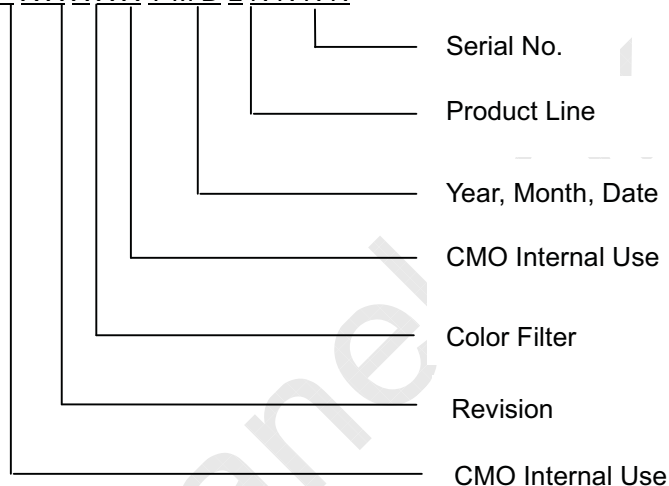 Serial No.
Product Line
Year, Month, Date
CMO Internal Use
Color Filter
Revision
CMO Internal Use